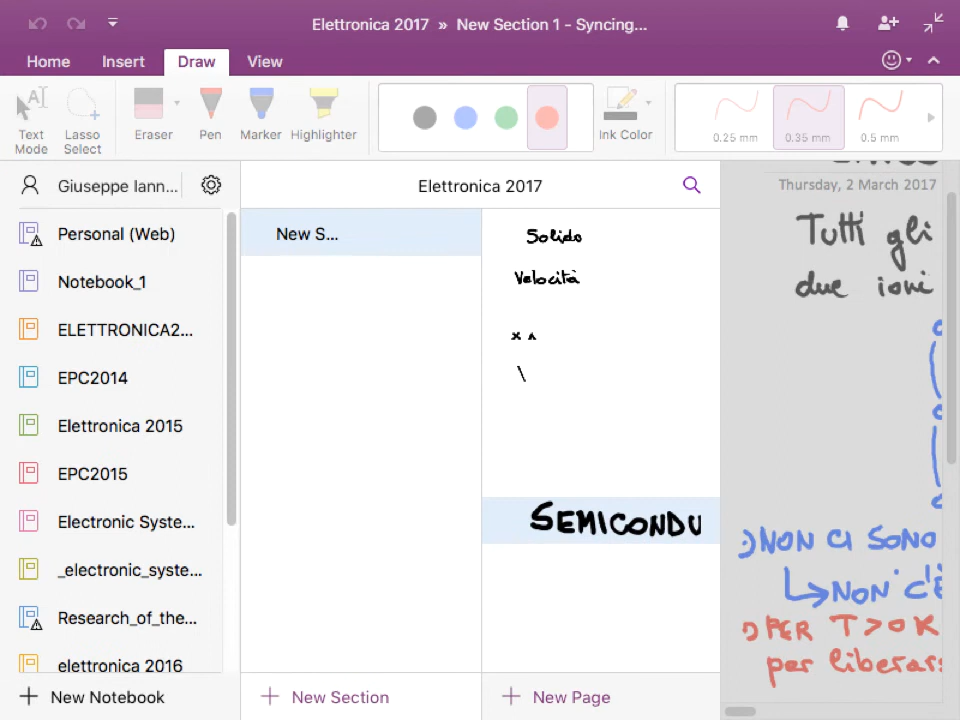 Elettronica 2017 » New Section 1 - Syncing...
Home Insert Draw View
Text Mode
Lasso Select
Eraser
Pen
Marker
Highlighter
Ink Color
0.25 mm
0.35 mm
0.5 mm
Giuseppe Iann...
Personal (Web)
Notebook_1
ELETTRONICA2...
EPC2014
Elettronica 2015
EPC2015
Electronic Syste...
_electronic_syste...
Research_of_the...
elettronica 2016
New Notebook
Elettronica 2017
New S...
New Section
Solido
Velocità
x ^
\
SEMICONDU
New Page
Thursday, 2 March 2017
Tutti gli
due ioni
·) NON CI SONO
↳ NON C'È
·) PER T > 0 K
per liberars